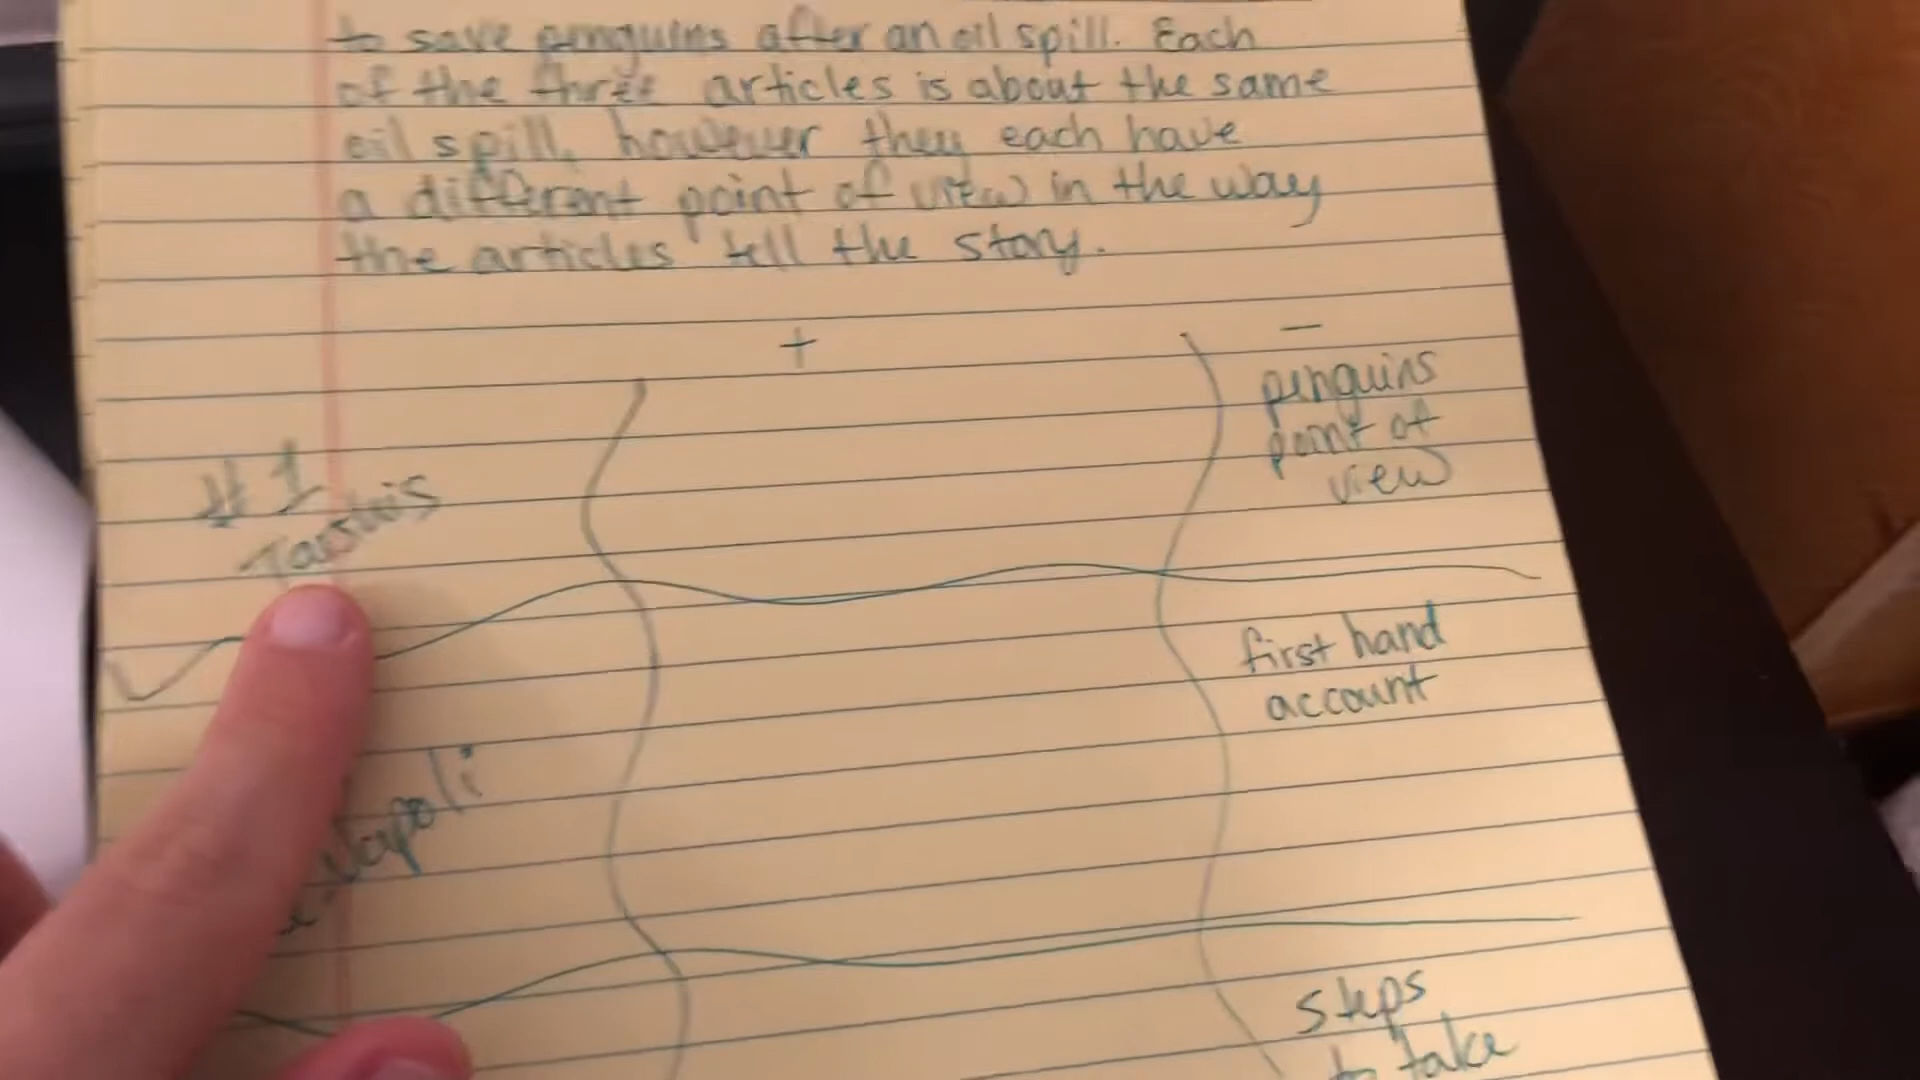 to save penguins after an oil spill. Each
of the three articles is about the same
oil spill, however they each have
a different point of view in the way
the articles tell the story.
+
-
penguins
point of
view
#1
first hand
account
steps
to take